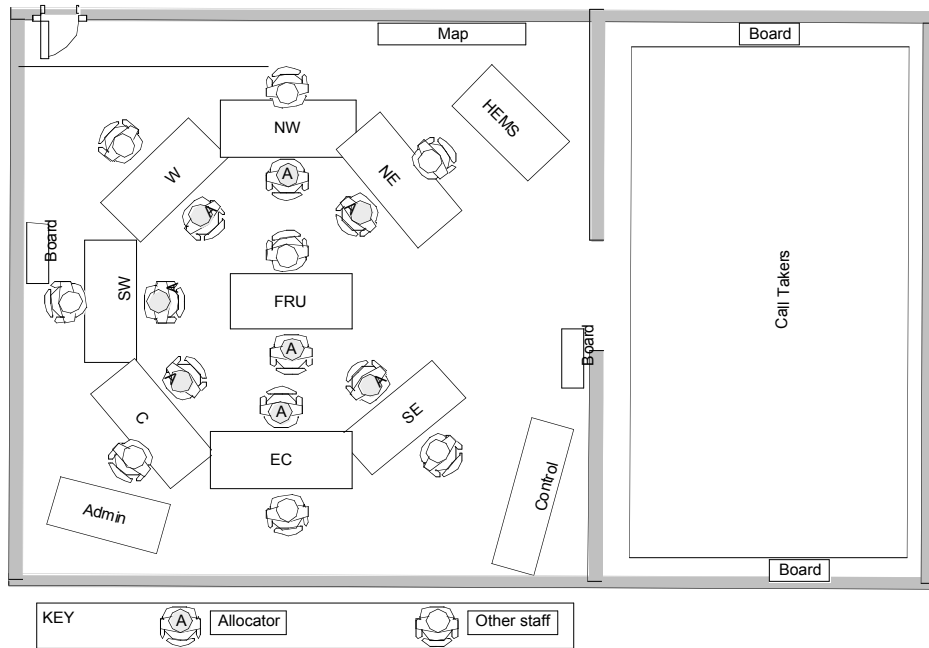 Map
Board
HEMS
NW
A
NE
W
A
A
Board
SW
A
FRU
A
Call Takers
Board
A
A
A
C
SE
EC
Control
Admin
Board
KEY
A
Allocator
Other staff